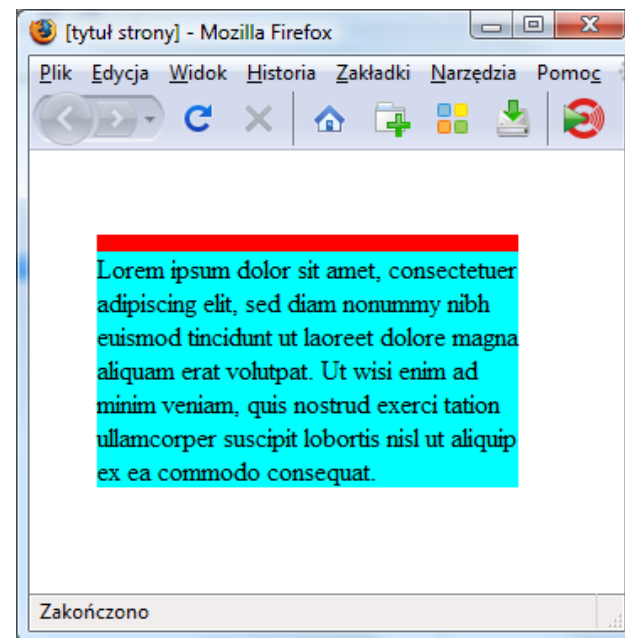 [tytuł strony] - Mozilla Firefox
Plik Edycja Widok Historia Zakładki Narzędzia Pomoc
Lorem ipsum dolor sit amet, consectetuer
adipiscing elit, sed diam nonummy nibh
euismod tincidunt ut laoreet dolore magna
aliquam erat volutpat. Ut wisi enim ad
minim veniam, quis nostrud exerci tation
ullamcorper suscipit lobortis nisl ut aliquip
ex ea commodo consequat.
Zakończono